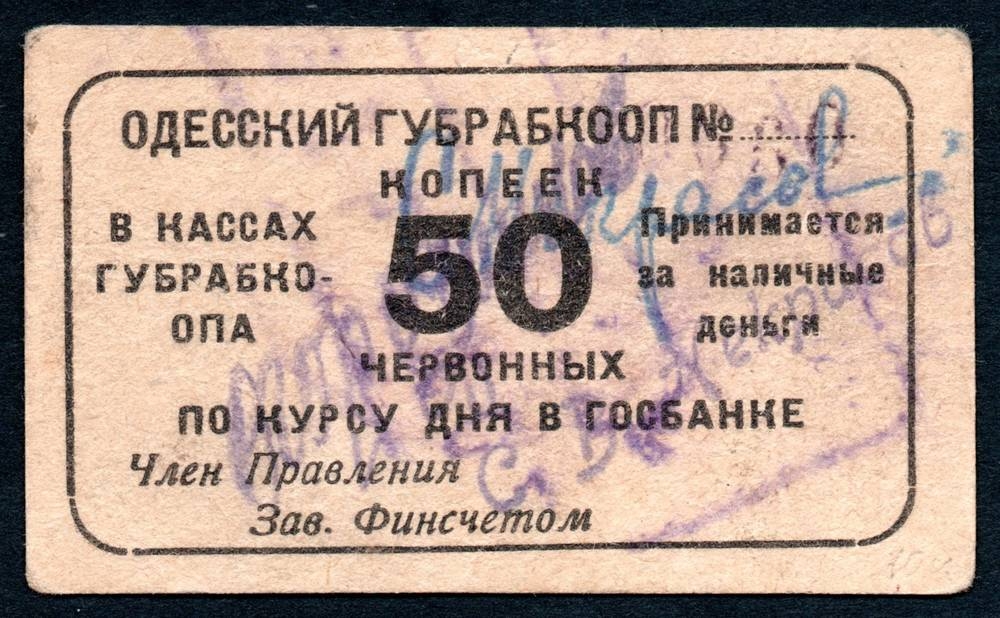 ОДЕССКИЙ ГУБРАБКООП №
КОПЕЕК
В КАССАХ
ГУБРАБКО-
ОПА
50
Принимается
за наличные
деньги
ЧЕРВОННЫХ
ПО КУРСУ ДНЯ В ГОСБАНКЕ
Член Правления
Зав. Финсчетом